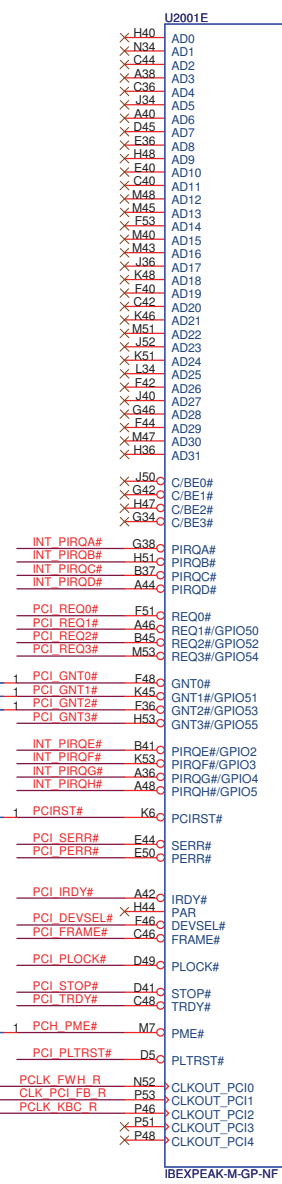 U2001E
H40 AD0
N34 AD1
C44 AD2
A38 AD3
C36 AD4
J34 AD5
A40 AD6
D45 AD7
E36 AD8
H48 AD9
E40 AD10
C40 AD11
M48 AD12
M45 AD13
F53 AD14
M40 AD15
M43 AD16
J36 AD17
K48 AD18
F40 AD19
C42 AD20
K46 AD21
M51 AD22
J52 AD23
K51 AD24
L34 AD25
F42 AD26
J40 AD27
G46 AD28
F44 AD29
M47 AD30
H36 AD31
J50 C/BE0#
G42 C/BE1#
H47 C/BE2#
G34 C/BE3#
INT_PIRQA# G38 PIRQA#
INT_PIRQB# H51 PIRQB#
INT_PIRQC# B37 PIRQC#
INT_PIRQD# A44 PIRQD#
PCI_REQ0# F51 REQ0#
PCI_REQ1# A46 REQ1#/GPIO50
PCI_REQ2# B45 REQ2#/GPIO52
PCI_REQ3# M53 REQ3#/GPIO54
1 PCI_GNT0# F48 GNT0#
1 PCI_GNT1# K45 GNT1#/GPIO51
1 PCI_GNT2# F36 GNT2#/GPIO53
PCI_GNT3# H53 GNT3#/GPIO55
INT_PIRQE# B41 PIRQE#/GPIO2
INT_PIRQF# K53 PIRQF#/GPIO3
INT_PIRQG# A36 PIRQG#/GPIO4
INT_PIRQH# A48 PIRQH#/GPIO5
1 PCIRST# K6 PCIRST#
PCI_SERR# E44 SERR#
PCI_PERR# E50 PERR#
PCI_IRDY# A42 IRDY#
H44 PAR
PCI_DEVSEL# F46 DEVSEL#
PCI_FRAME# C46 FRAME#
PCI_PLOCK# D49 PLOCK#
PCI_STOP# D41 STOP#
PCI_TRDY# C48 TRDY#
1 PCH_PME# M7 PME#
PCI_PLTRST# D5 PLTRST#
PCLK_FWH_R N52 CLKOUT_PCI0
CLK_PCI_FB_R P53 CLKOUT_PCI1
PCLK_KBC_R P46 CLKOUT_PCI2
P51 CLKOUT_PCI3
P48 CLKOUT_PCI4
IBEXPEAK-M-GP-NF